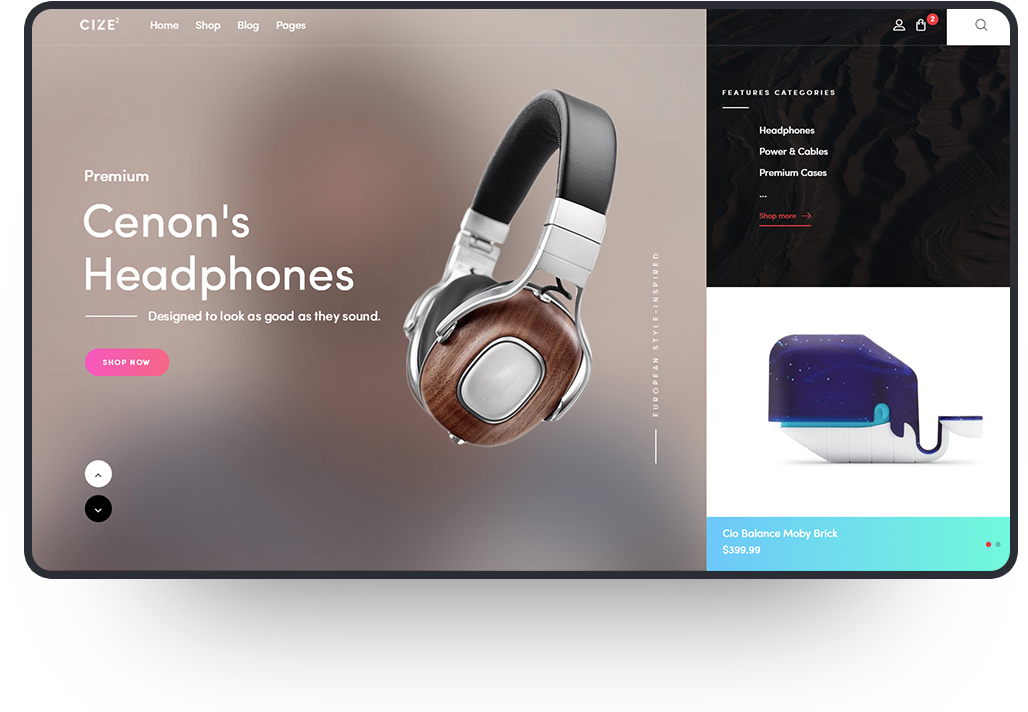 CIZE2
Home Shop Blog Pages
2
FEATURES CATEGORIES
Headphones
Power & Cables
Premium Cases
...
Shop more
Premium
Cenon's
Headphones
Designed to look as good as they sound.
SHOP NOW
EUROPEAN STYLE-INSPIRED
Cio Balance Moby Brick
$399.99